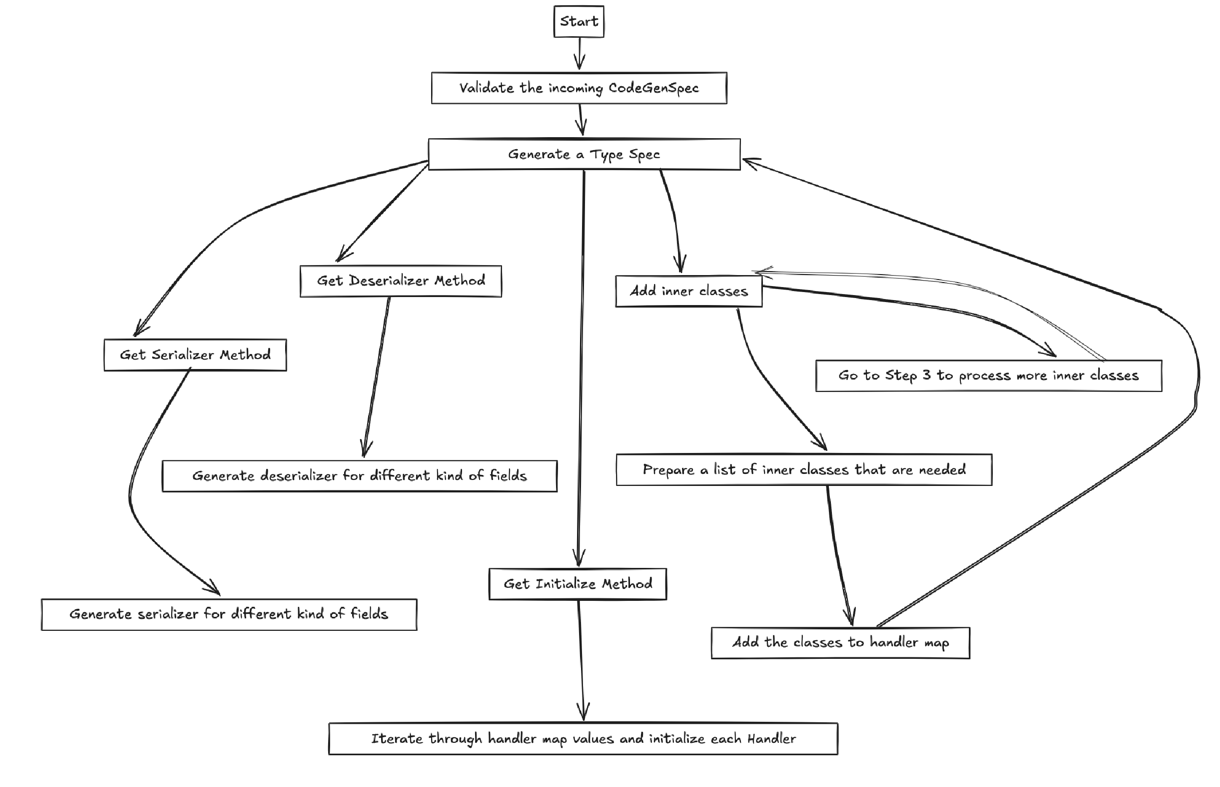 Start
Validate the incoming CodeGenSpec
Generate a Type Spec
Get Deserializer Method
Add inner classes
Get Serializer Method
Go to Step 3 to process more inner classes
Generate deserializer for different kind of fields
Prepare a list of inner classes that are needed
Get Initialize Method
Generate serializer for different kind of fields
Add the classes to handler map
Iterate through handler map values and initialize each Handler